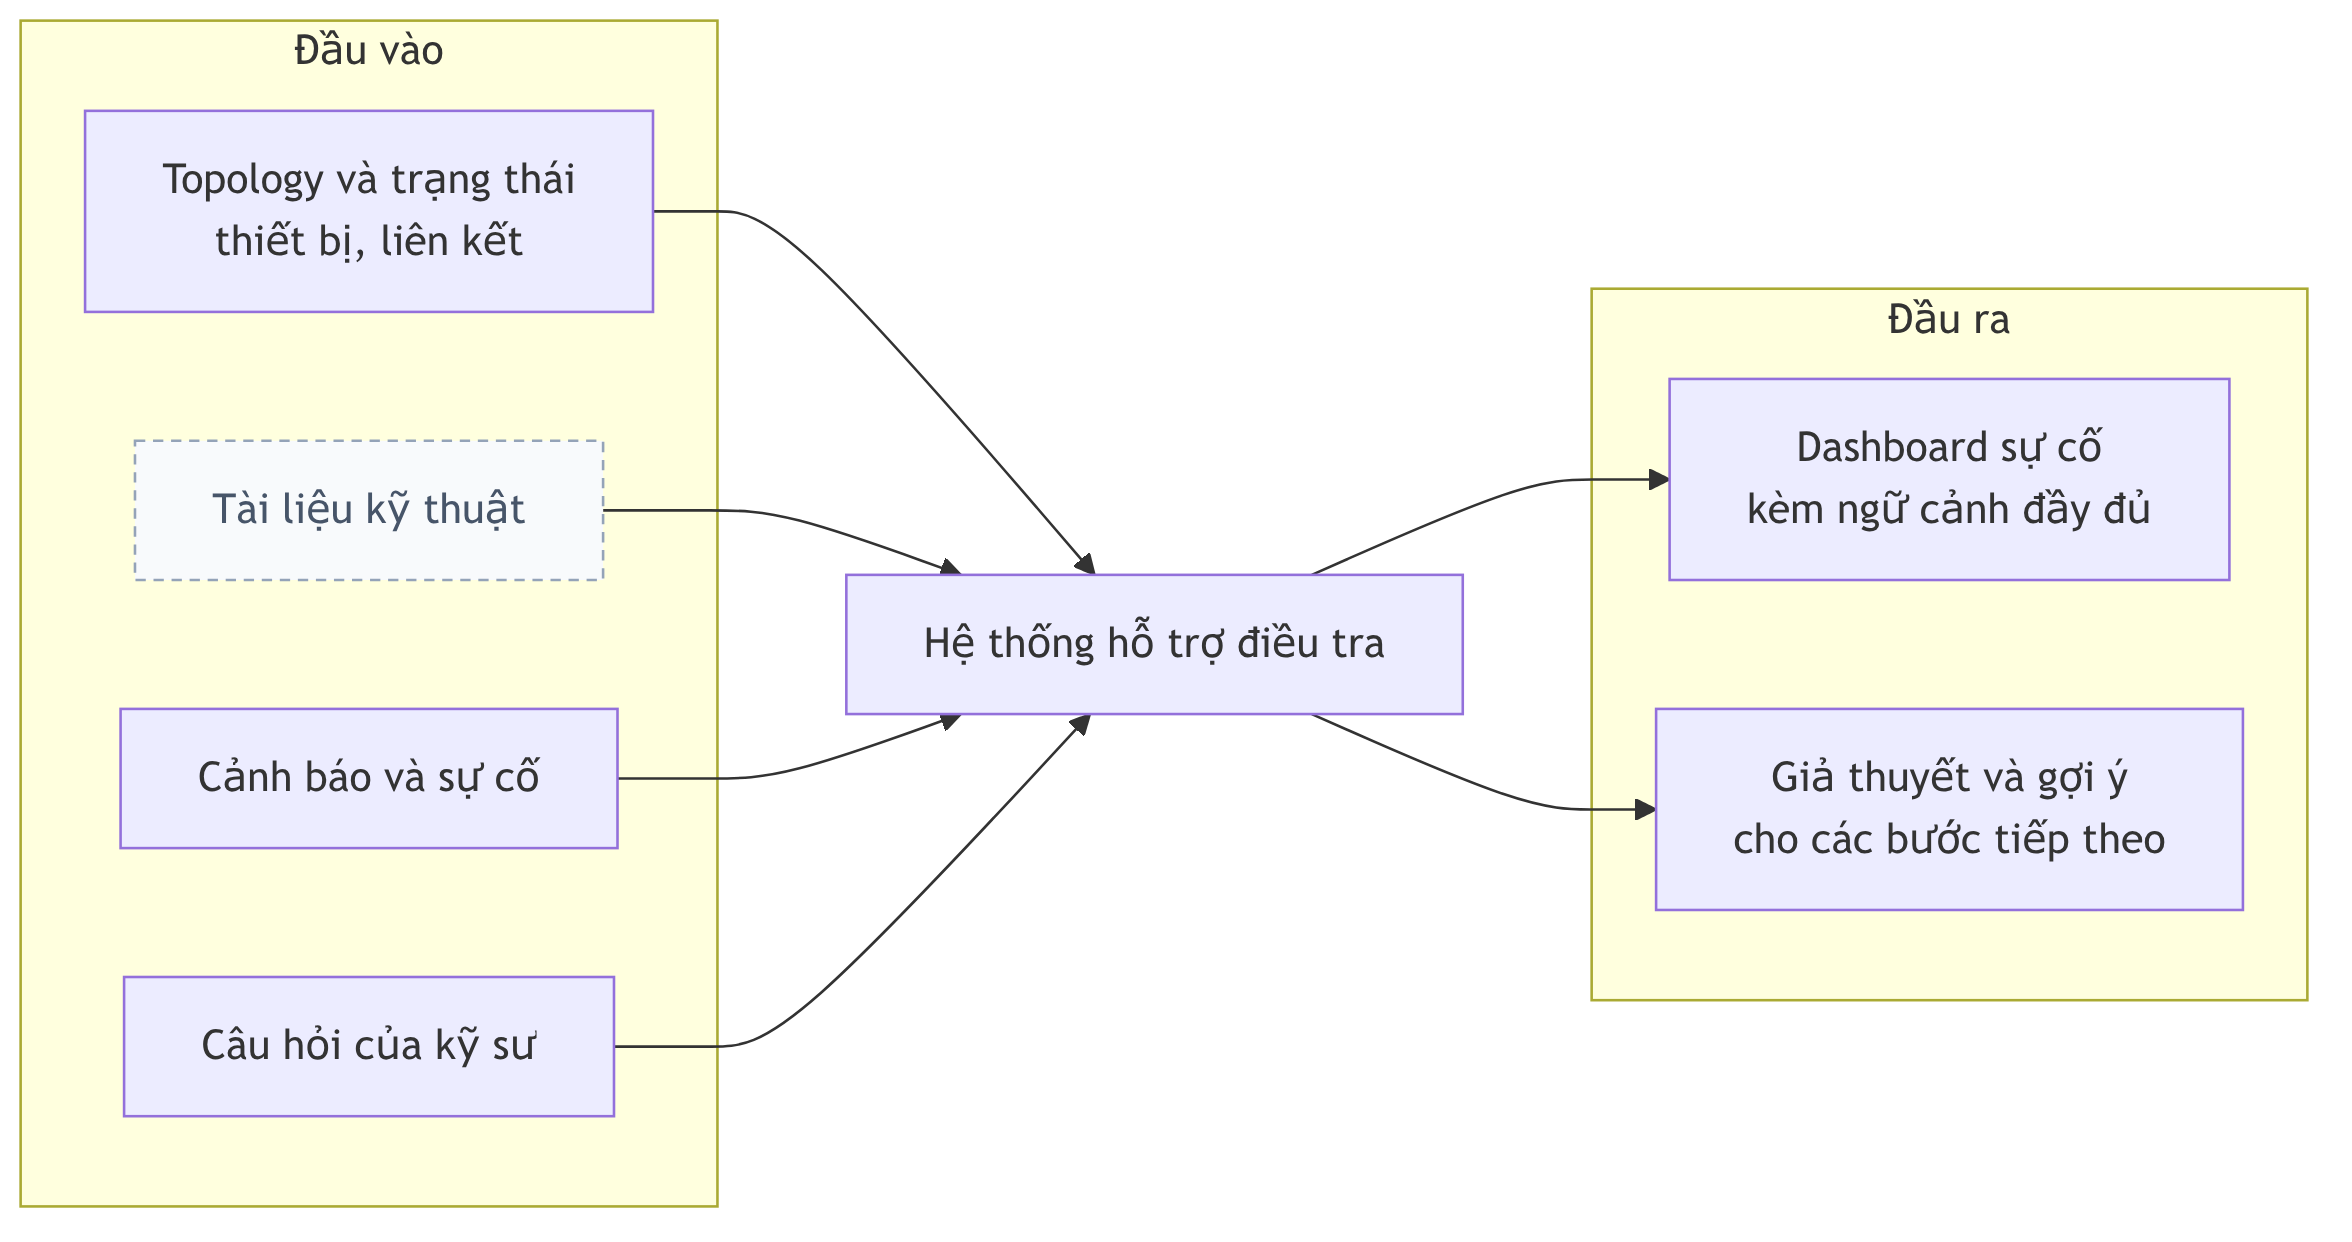 Đầu vào
Topology và trạng thái
thiết bị, liên kết
Tài liệu kỹ thuật
Cảnh báo và sự cố
Câu hỏi của kỹ sư
Hệ thống hỗ trợ điều tra
Đầu ra
Dashboard sự cố
kèm ngữ cảnh đầy đủ
Giả thuyết và gợi ý
cho các bước tiếp theo